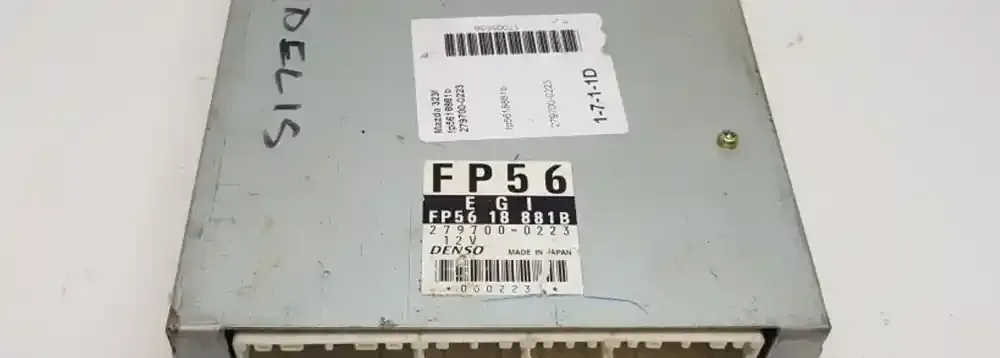 17005556
Mazda 323f
fp5618881b
279700-0223
fp5618881b
279700-0223
1-7-1-1D
FP56
EGI
FP56 18 881B
279700-0223
12V
DENSO MADE IN JAPAN
*000223*